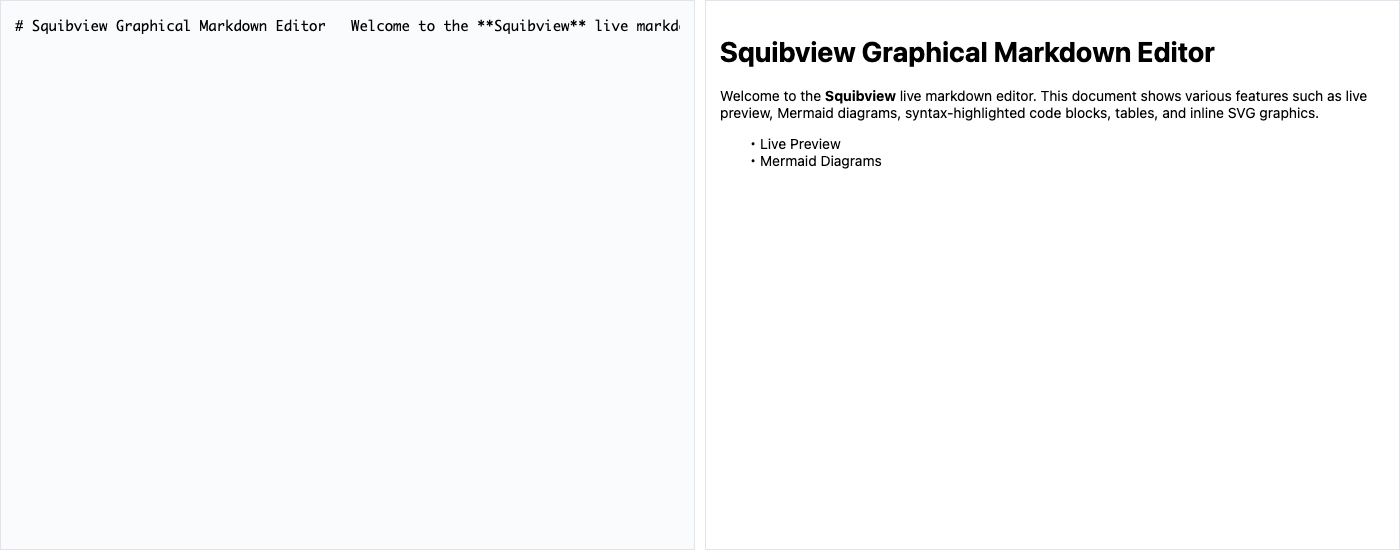 # Squibview Graphical Markdown Editor   Welcome to the **Squibview** live
Squibview Graphical Markdown Editor
Welcome to the Squibview live markdown editor. This document shows various features such as live
preview, Mermaid diagrams, syntax-highlighted code blocks, tables, and inline SVG graphics.
• Live Preview
• Mermaid Diagrams